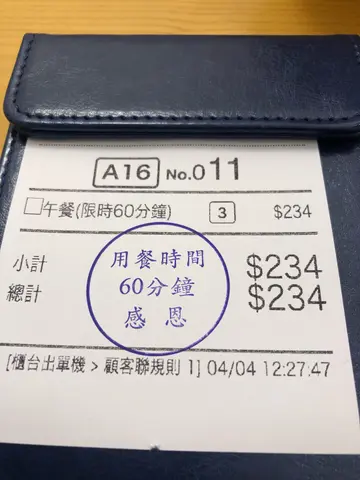 A16 No.011
午餐(限時60分鐘) 3 $234
小計 $234
總計 $234
用餐時間
60分鐘
感恩
[櫃台出單機 > 顧客聯規則 1] 04/04 12:27:47